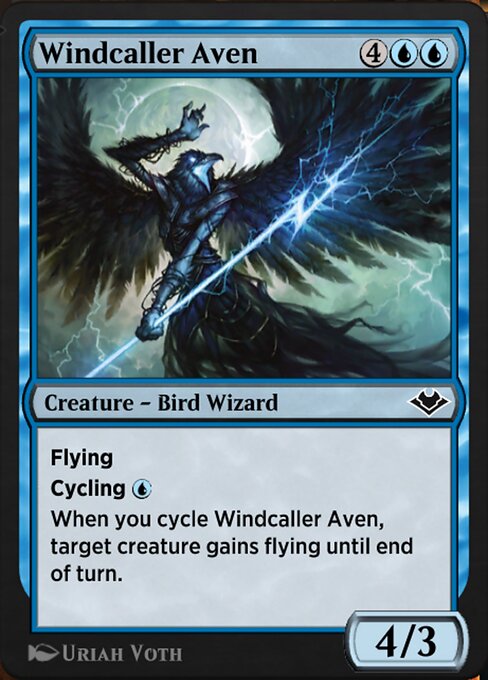 Windcaller Aven 4
Creature – Bird Wizard
Flying
Cycling
When you cycle Windcaller Aven,
target creature gains flying until end
of turn.
4/3
Uriah Voth